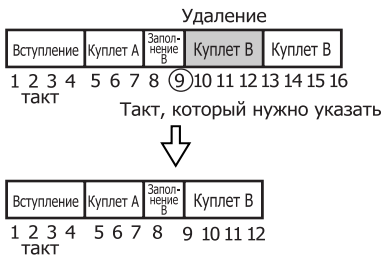 Удаление
Вступление Куплет A Запол-нение B Куплет B Куплет B
1 2 3 4 5 6 7 8 9 10 11 12 13 14 15 16
такт
Такт, который нужно указать
Вступление Куплет A Запол-нение B Куплет B
1 2 3 4 5 6 7 8 9 10 11 12
такт